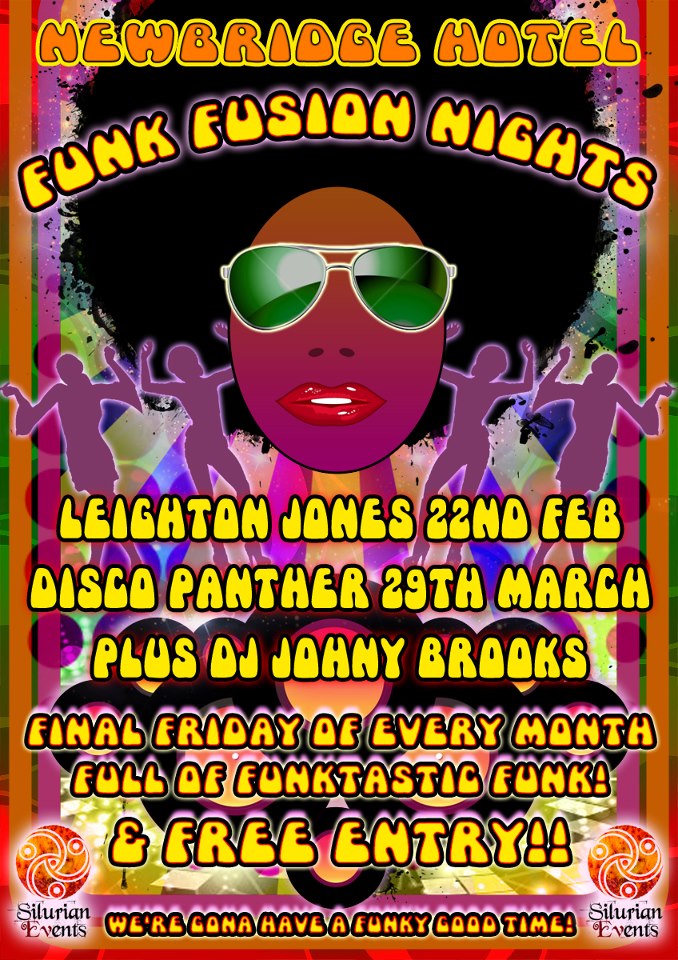 NEWBRIDGE HOTEL
FUNK FUSION NIGHTS
LEIGHTON JONES 22ND FEB
DISCO PANTHER 29TH MARCH
PLUS DJ JOHNY BROOKS
FINAL FRIDAY OF EVERY MONTH
FULL OF FUNKTASTIC FUNK!
& FREE ENTRY!!
Silurian
Events
WE'RE GONA HAVE A FUNKY GOOD TIME!
Silurian
Events